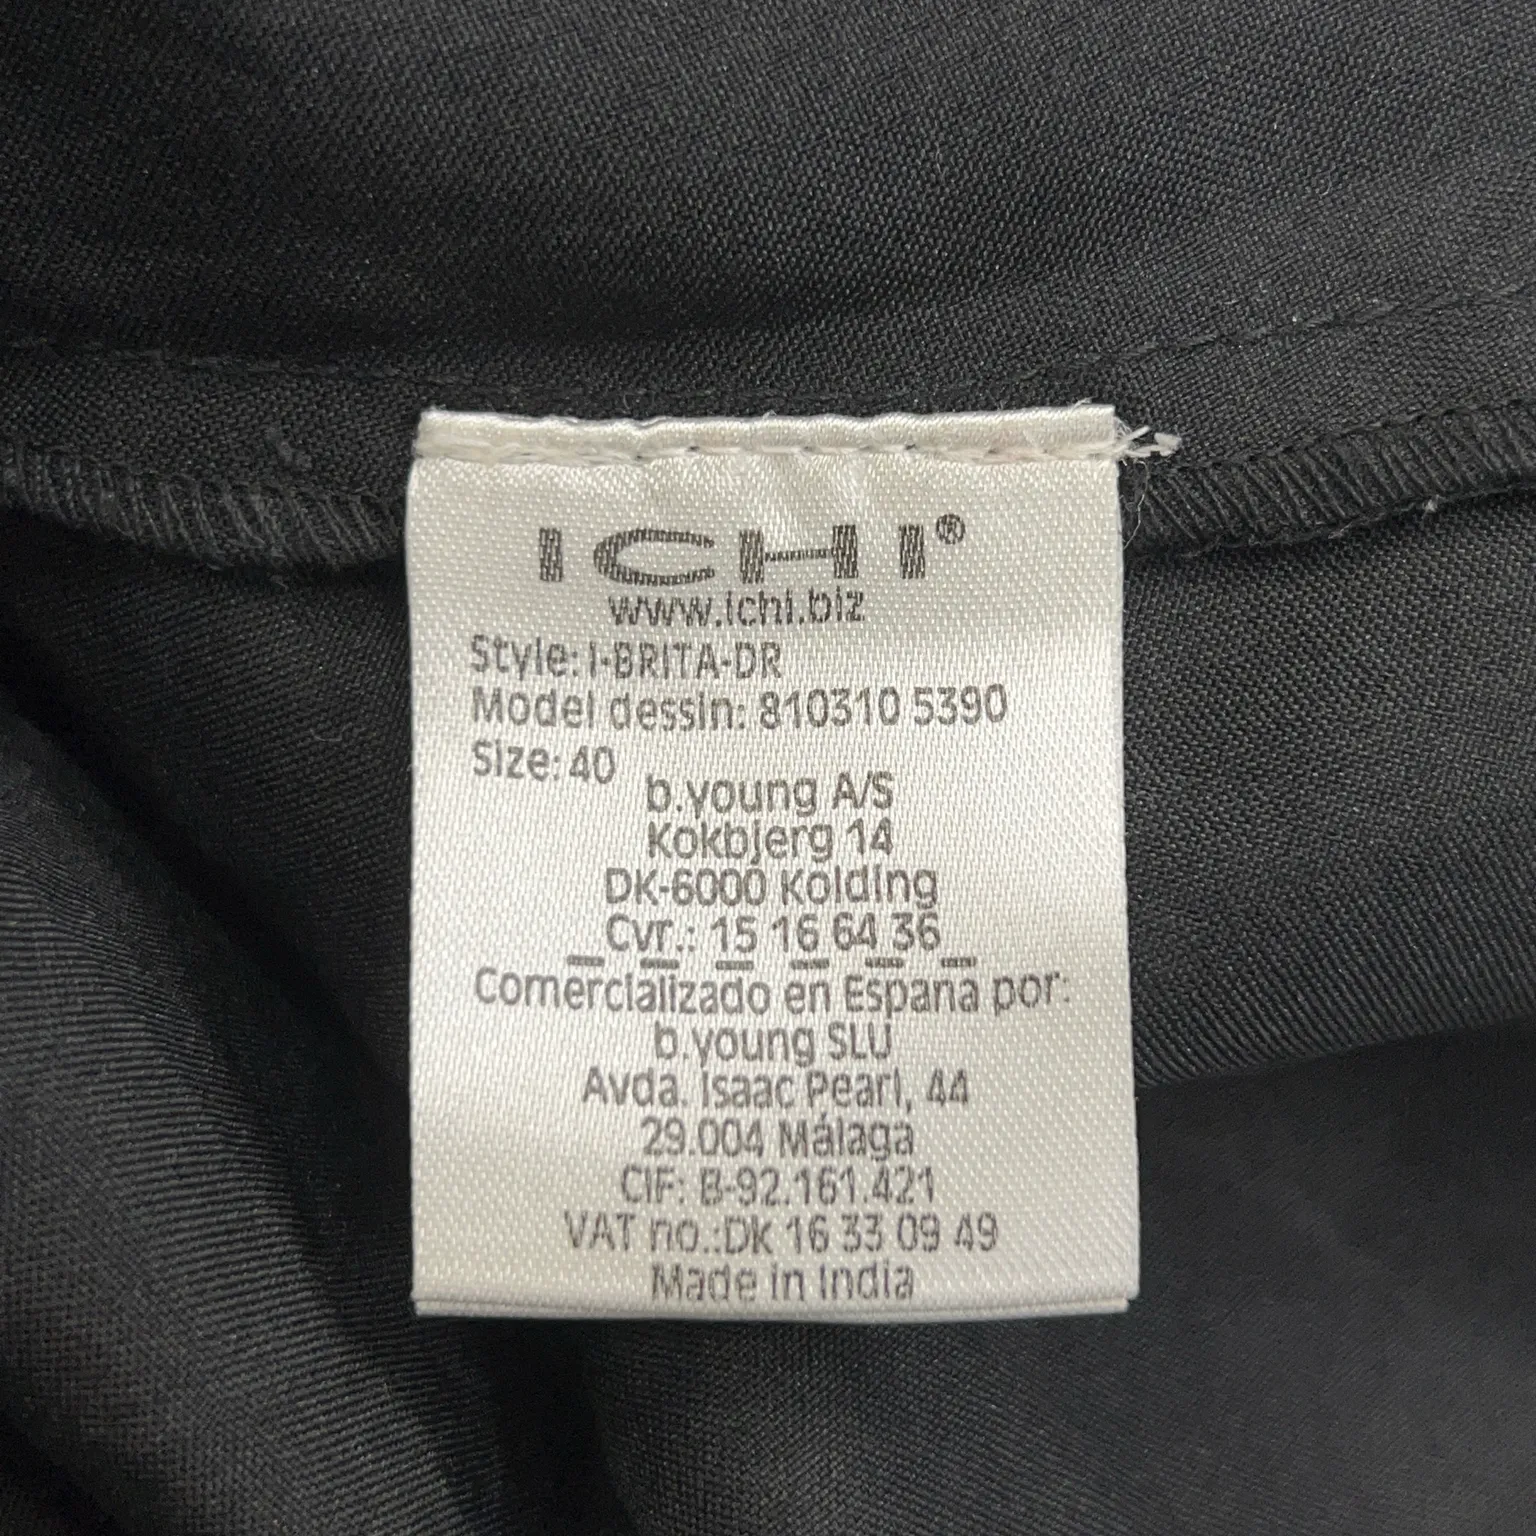 ICHI®
www.ichi.biz
Style: I-BRITA-DR
Model dessin: 810310 5390
Size: 40
b.young A/S
Kokbjerg 14
DK-6000 Kolding
Cvr.: 15 16 64 36
Comercializado en Espana por:
b.young SLU
Avda. Isaac Pearl, 44
29.004 Málaga
CIF: B-92.161.421
VAT no.:DK 16 33 09 49
Made in India